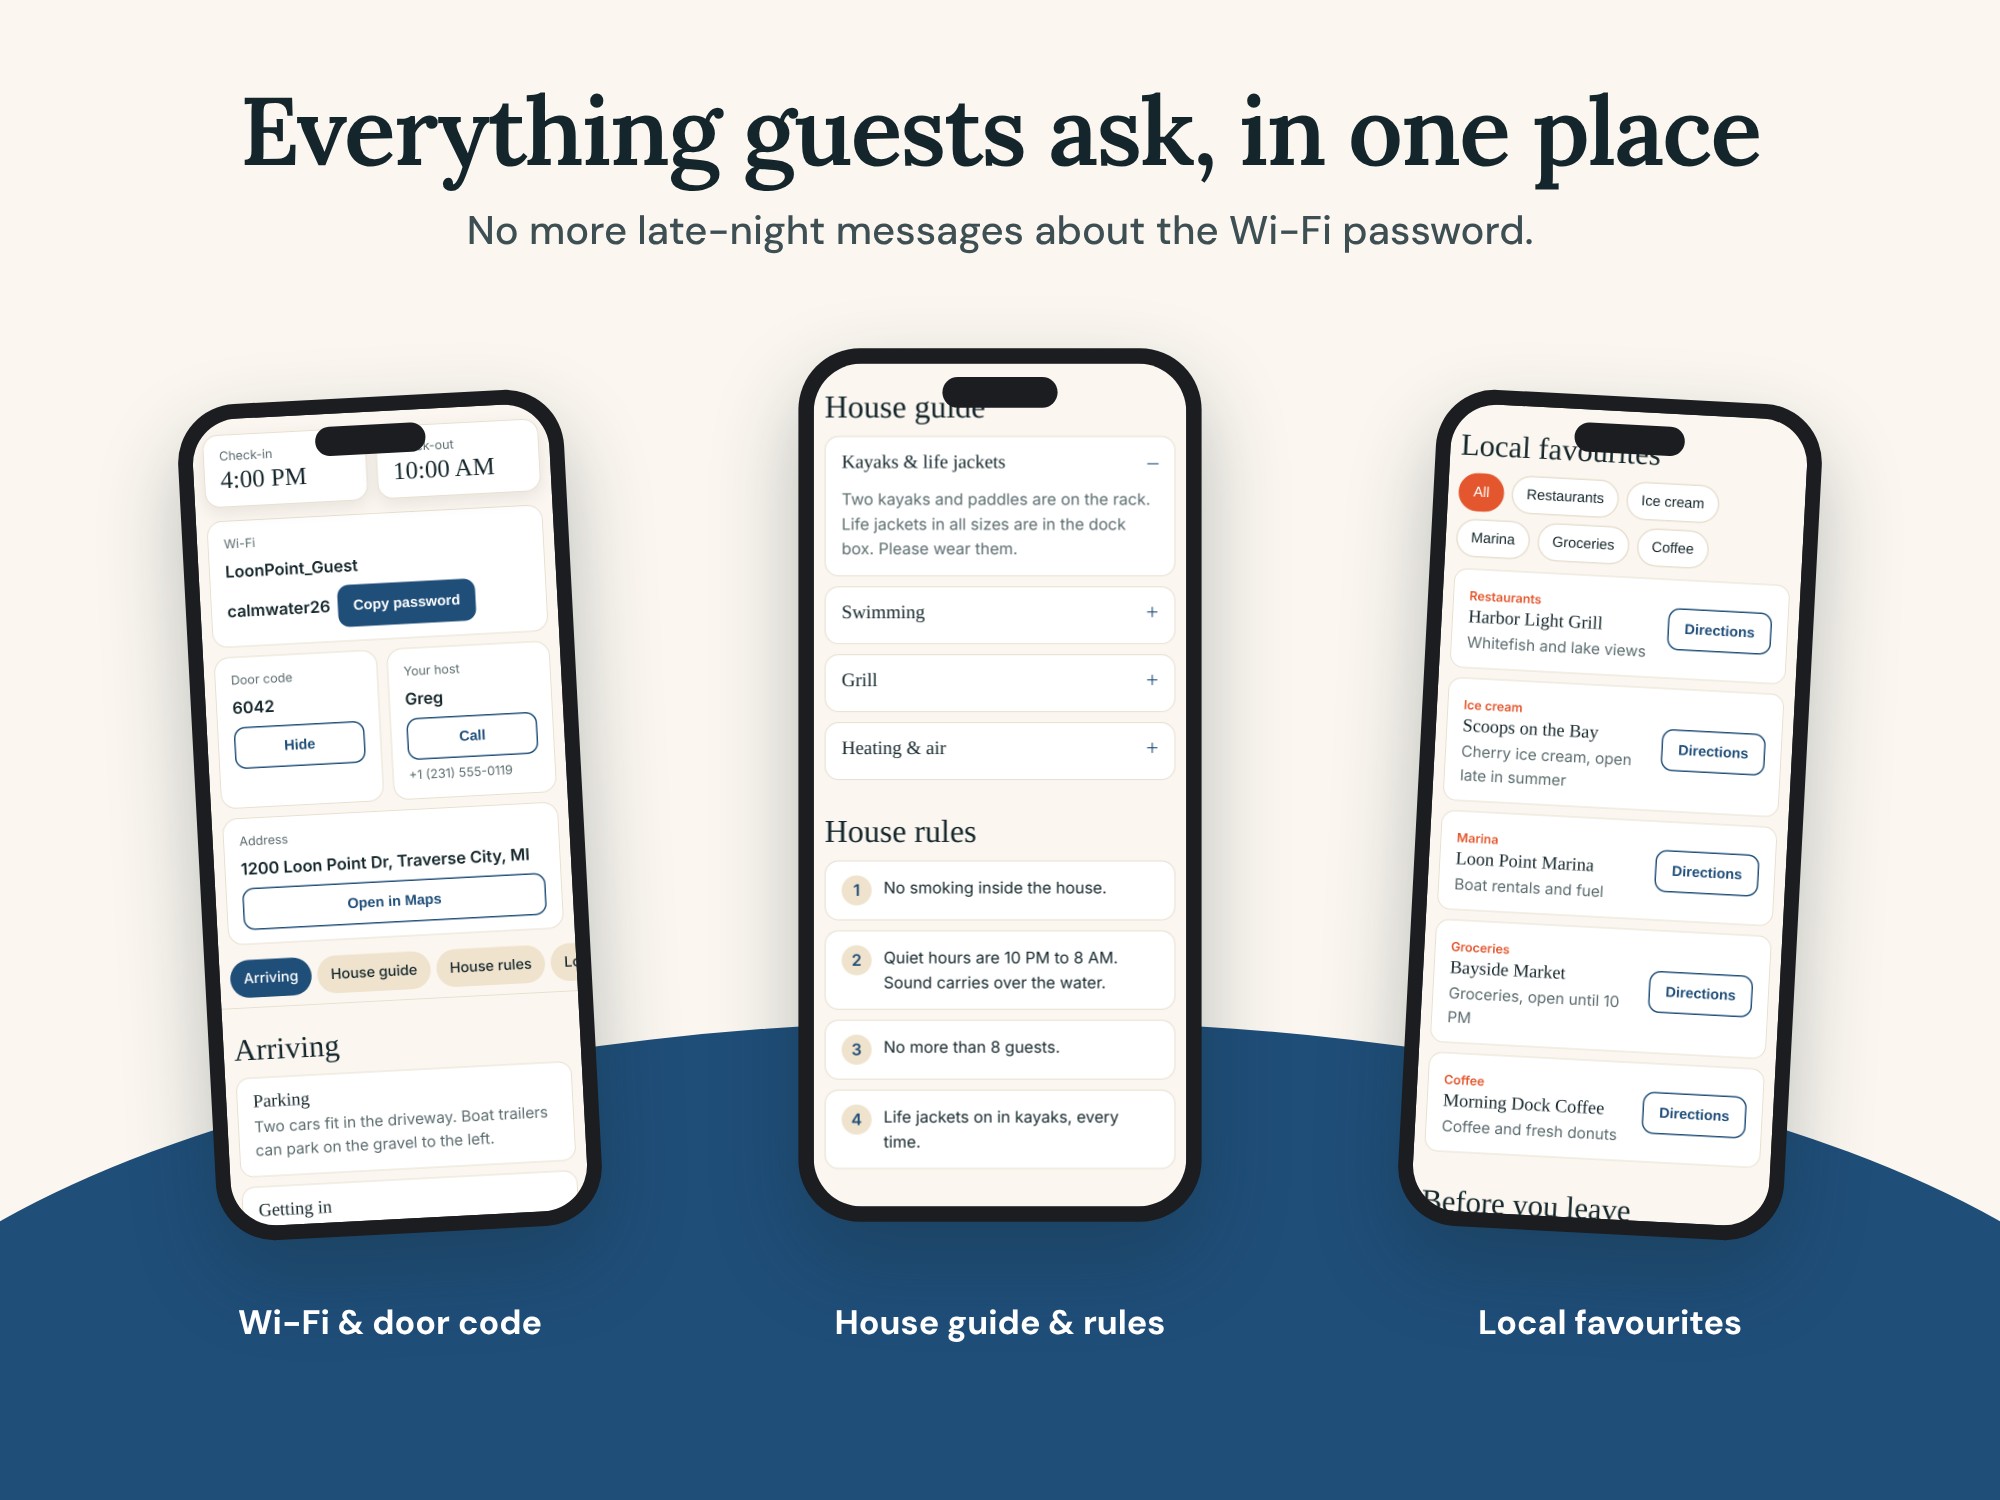 Everything guests ask, in one place
No more late-night messages about the Wi-Fi password.
Check-in
4:00 PM
k-out
10:00 AM
Wi-Fi
LoonPoint_Guest
calmwater26
Copy password
Door code
6042
Hide
Your host
Greg
Call
+1 (231) 555-0119
Address
1200 Loon Point Dr, Traverse City, MI
Open in Maps
Arriving
House guide
House rules
Lo
Arriving
Parking
Two cars fit in the driveway. Boat trailers
can park on the gravel to the left.
Getting in
Wi-Fi & door code
House guide
Kayaks & life jackets
–
Two kayaks and paddles are on the rack.
Life jackets in all sizes are in the dock
box. Please wear them.
Swimming
+
Grill
+
Heating & air
+
House rules
1 No smoking inside the house.
2 Quiet hours are 10 PM to 8 AM.
Sound carries over the water.
3 No more than 8 guests.
4 Life jackets on in kayaks, every
time.
House guide & rules
Local favourites
All
Restaurants
Ice cream
Marina
Groceries
Coffee
Restaurants
Harbor Light Grill
Whitefish and lake views
Directions
Ice cream
Scoops on the Bay
Cherry ice cream, open
late in summer
Directions
Marina
Loon Point Marina
Boat rentals and fuel
Directions
Groceries
Bayside Market
Groceries, open until 10
PM
Directions
Coffee
Morning Dock Coffee
Coffee and fresh donuts
Directions
Before you leave
Local favourites